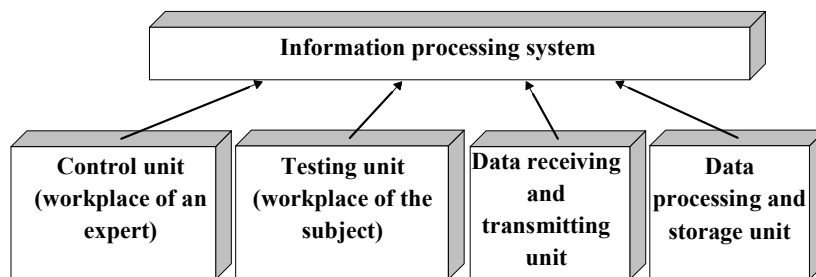 Information processing system
Control unit
(workplace of an
expert)
Testing unit
(workplace of the
subject)
Data receiving
and
transmitting
unit
Data
processing and
storage unit